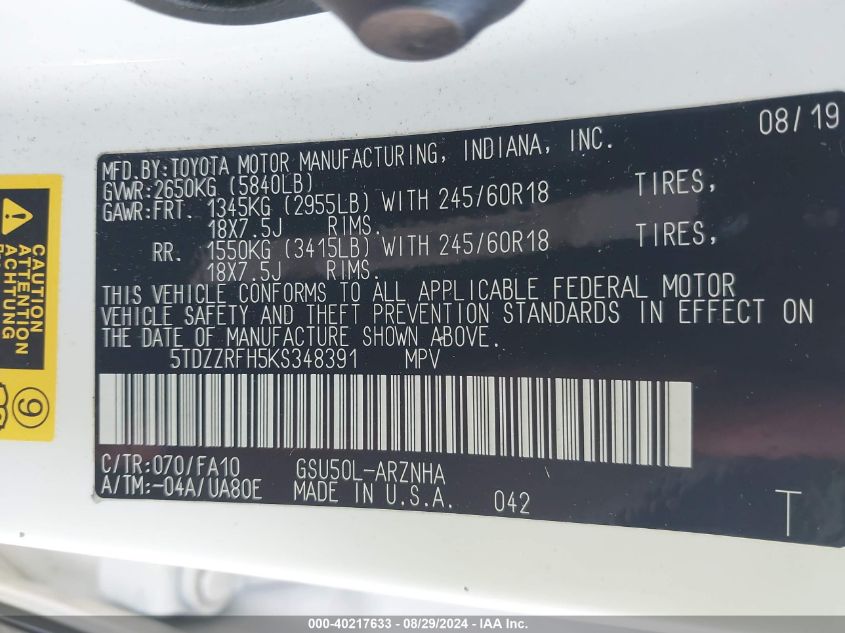 08/19
MFD.BY:TOYOTA MOTOR MANUFACTURING, INDIANA, INC.
GVWR:2650KG (5840LB)
GAWR:FRT. 1345KG (2955LB) WITH 245/60R18 TIRES,
18X7.5J RIMS.
RR. 1550KG (3415LB) WITH 245/60R18 TIRES,
18X7.5J RIMS.
THIS VEHICLE CONFORMS TO ALL APPLICABLE FEDERAL MOTOR
VEHICLE SAFETY AND THEFT PREVENTION STANDARDS IN EFFECT ON
THE DATE OF MANUFACTURE SHOWN ABOVE.
5TDZZRFH5KS348391 MPV
C/TR:070/FA10 GSU50L-ARZNHA
A/TM:-04A/UA80E MADE IN U.S.A. 042 T
CAUTION
ATTENTION
ACHTUNG
9
000-40217633 - 08/29/2024 - IAA Inc.